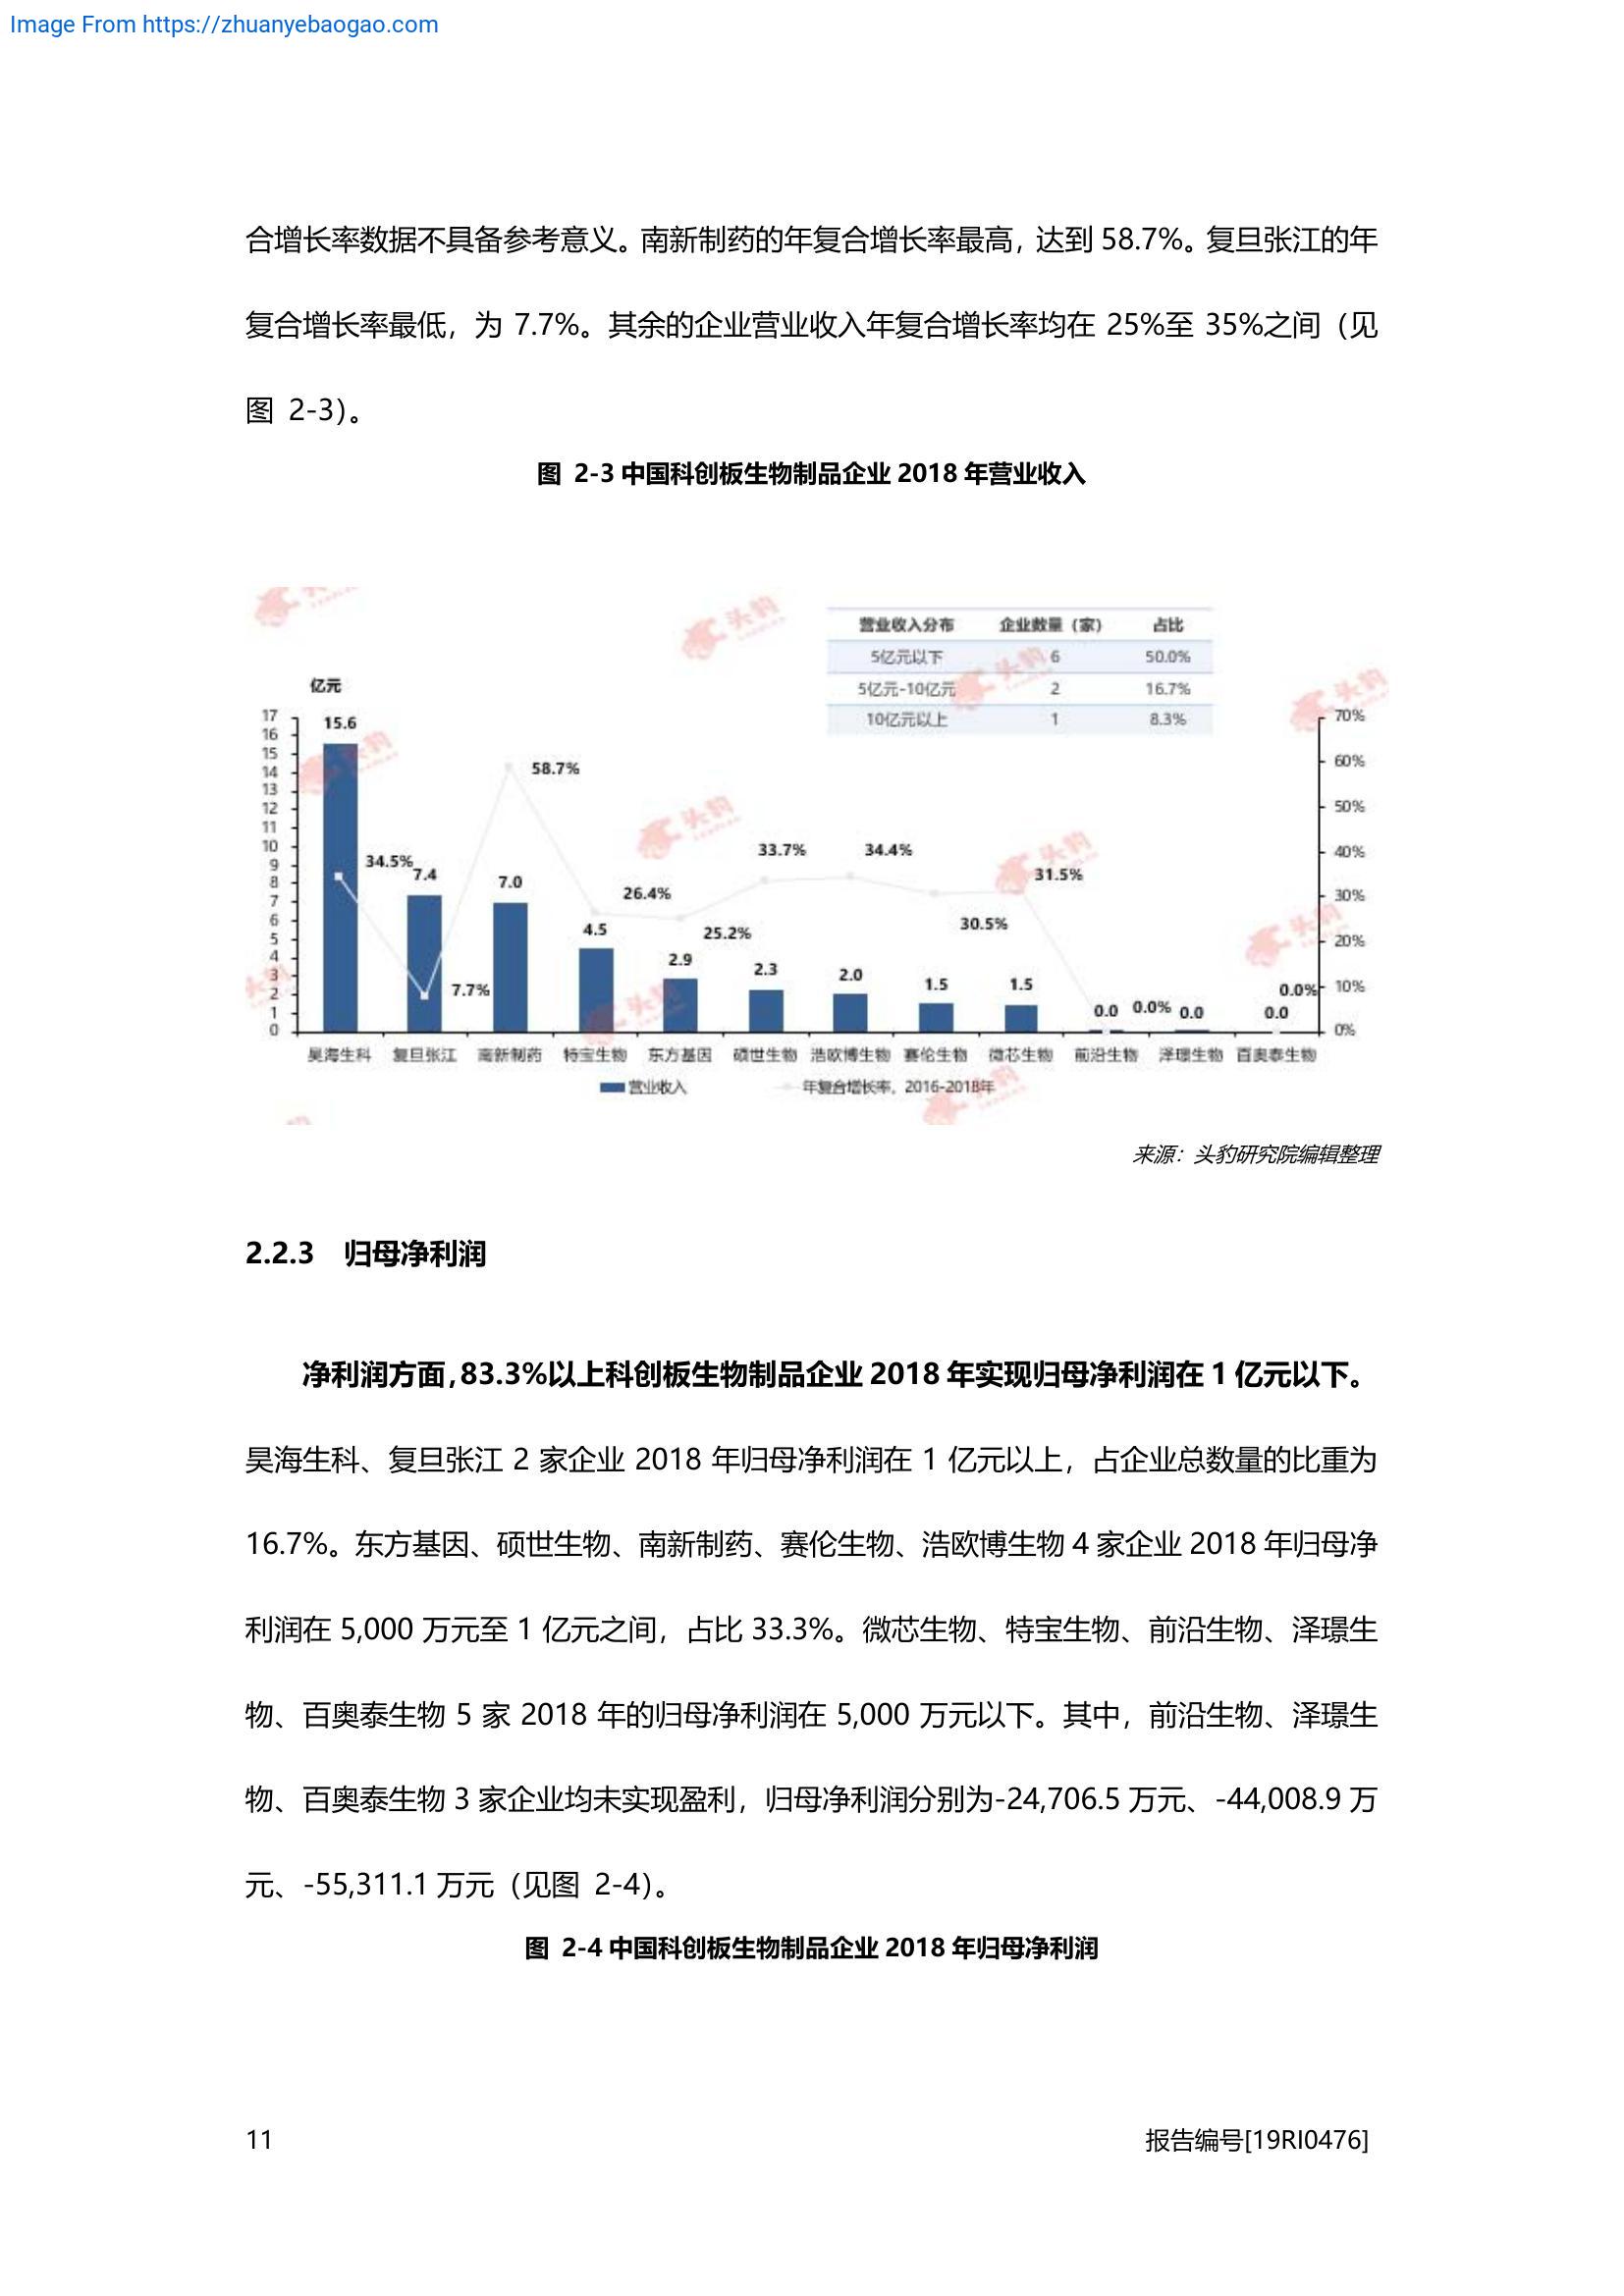 Image From https://zhuanyebaogao.com
合增长率数据不具备参考意义。南新制药的年复合增长率最高，达到 58.7%。复旦张江的年
复合增长率最低，为 7.7%。其余的企业营业收入年复合增长率均在 25%至 35%之间（见
图 2-3）。
图 2-3 中国科创板生物制品企业 2018 年营业收入
营业收入分布 企业数量（家） 占比
5亿元以下 6 50.0%
5亿元-10亿元 2 16.7%
10亿元以上 1 8.3%
亿元
17
16
15
14
13
12
11
10
9
8
7
6
5
4
3
2
1
0
15.6
7.4
7.0
4.5
2.9
2.3
2.0
1.5
1.5
0.0
0.0
0.0
34.5%
7.7%
58.7%
26.4%
25.2%
33.7%
34.4%
30.5%
31.5%
0.0%
0.0%
70%
60%
50%
40%
30%
20%
10%
0%
昊海生科 复旦张江 南新制药 特宝生物 东方基因 硕世生物 浩欧博生物 赛伦生物 微芯生物 前沿生物 泽璟生物 百奥泰生物
营业收入 年复合增长率，2016-2018年
头豹
头豹
头豹
头豹
头豹
头豹
头豹
头豹
头豹
头豹
来源：头豹研究院编辑整理
2.2.3 归母净利润
净利润方面，83.3%以上科创板生物制品企业 2018 年实现归母净利润在 1 亿元以下。
昊海生科、复旦张江 2 家企业 2018 年归母净利润在 1 亿元以上，占企业总数量的比重为
16.7%。东方基因、硕世生物、南新制药、赛伦生物、浩欧博生物 4 家企业 2018 年归母净
利润在 5,000 万元至 1 亿元之间，占比 33.3%。微芯生物、特宝生物、前沿生物、泽璟生
物、百奥泰生物 5 家 2018 年的归母净利润在 5,000 万元以下。其中，前沿生物、泽璟生
物、百奥泰生物 3 家企业均未实现盈利，归母净利润分别为-24,706.5 万元、-44,008.9 万
元、-55,311.1 万元（见图 2-4）。
图 2-4 中国科创板生物制品企业 2018 年归母净利润
11 报告编号[19RI0476]